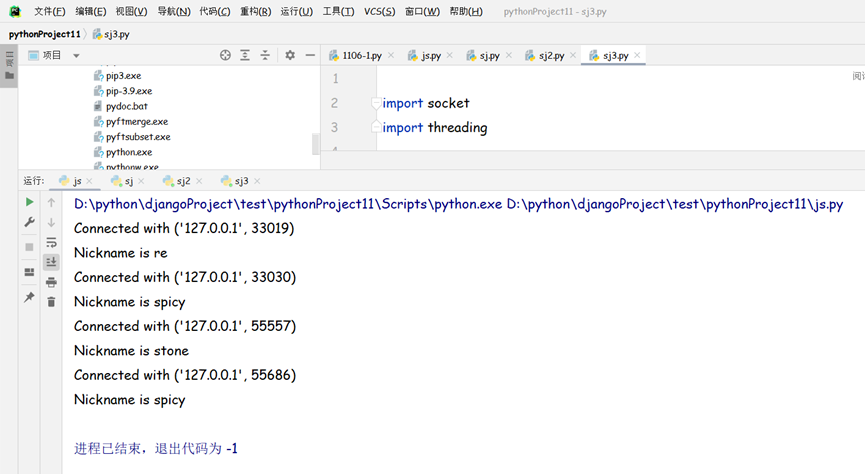 文件(F) 编辑(E) 视图(V) 导航(N) 代码(C) 重构(R) 运行(U) 工具(T) VCS(S) 窗口(W) 帮助(H) pythonProject11 - sj3.py
pythonProject11 sj3.py
项目
1106-1.py js.py sj.py sj2.py sj3.py
pip3.exe
pip-3.9.exe
pydoc.bat
pyftmerge.exe
pyftsubset.exe
python.exe
pythonw.exe
1
2 import socket
3 import threading
运行: js sj sj2 sj3
D:\python\djangoProject\test\pythonProject11\Scripts\python.exe D:\python\djangoProject\test\pythonProject11\js.py
Connected with ('127.0.0.1', 33019)
Nickname is re
Connected with ('127.0.0.1', 33030)
Nickname is spicy
Connected with ('127.0.0.1', 55557)
Nickname is stone
Connected with ('127.0.0.1', 55686)
Nickname is spicy
进程已结束，退出代码为 -1